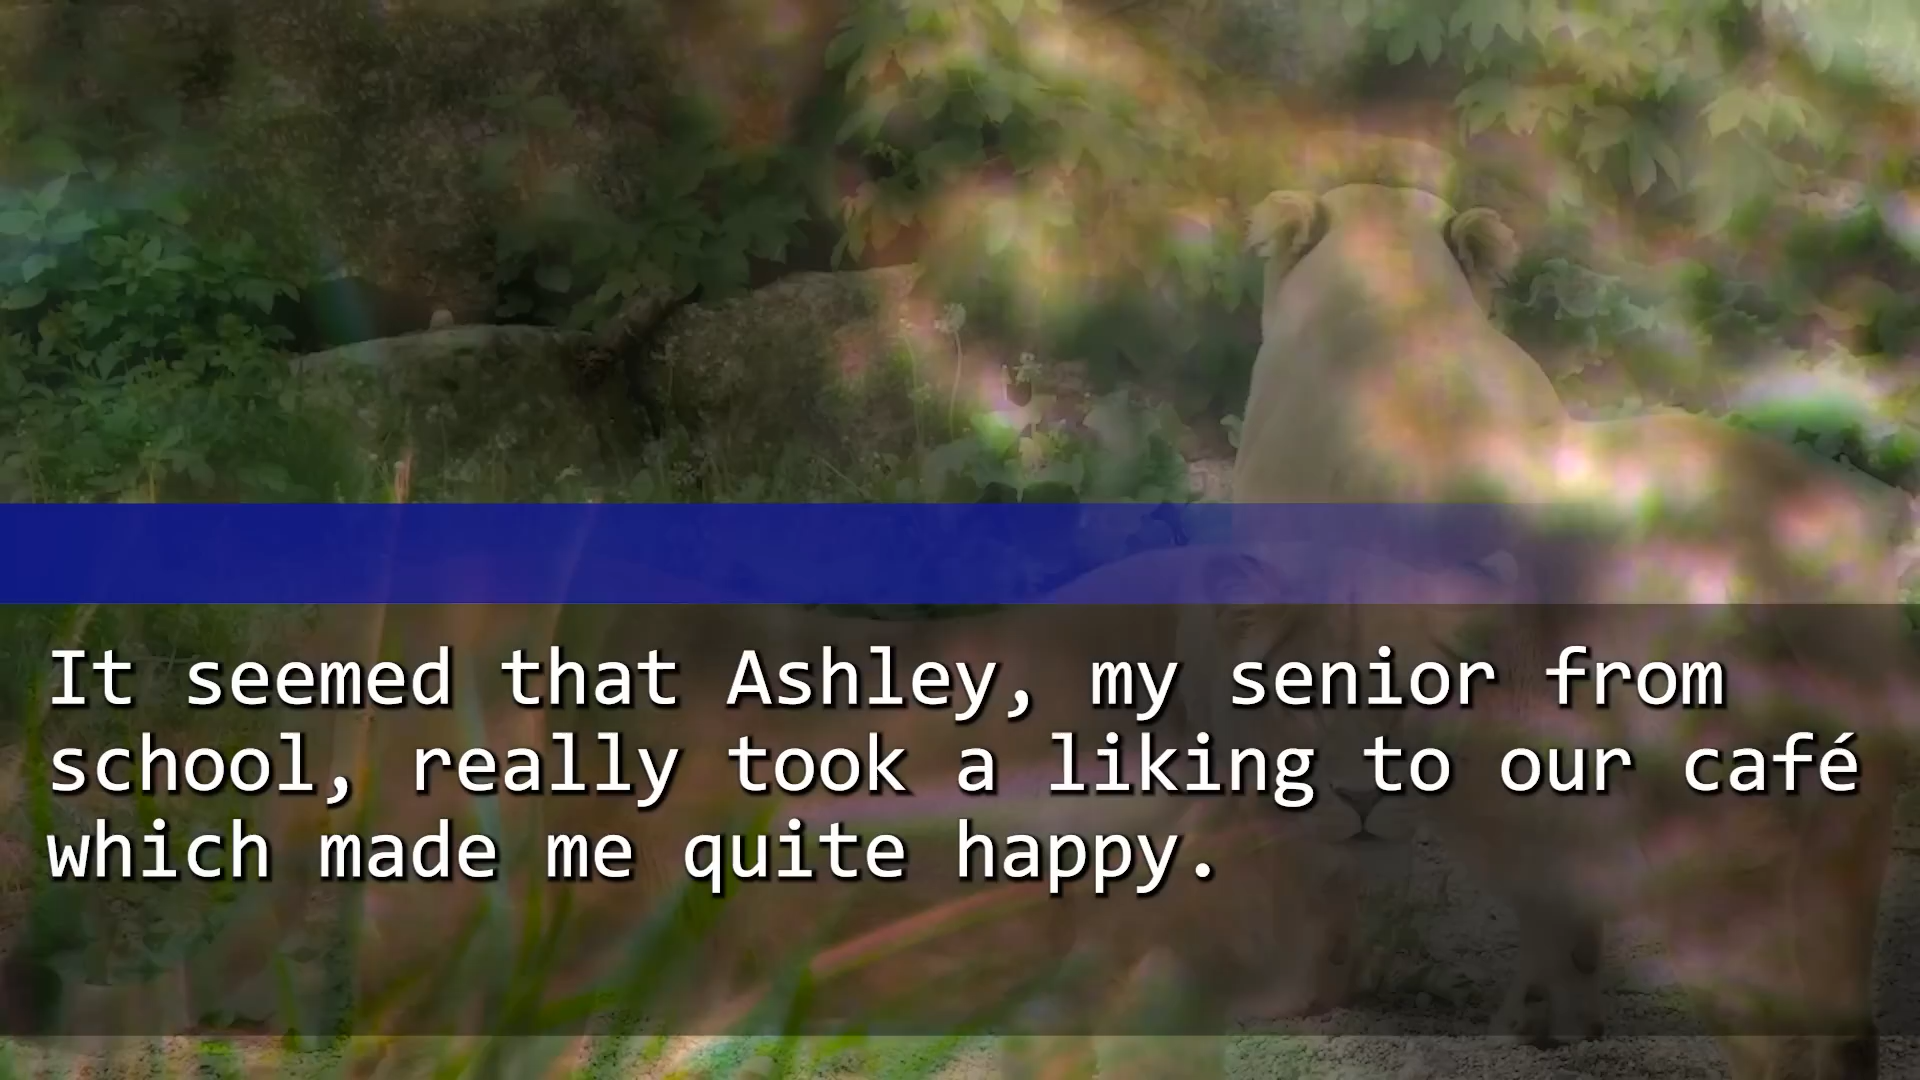 It seemed that Ashley, my senior from
school, really took a liking to our café
which made me quite happy.